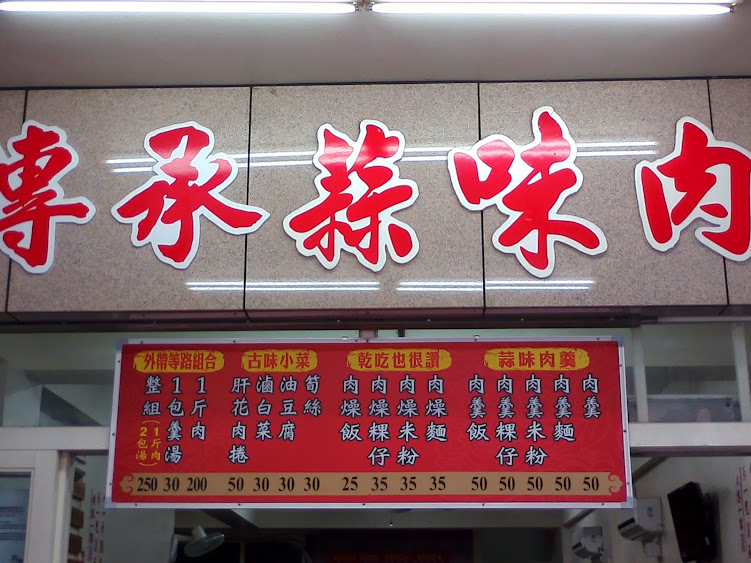 傳承蒜味肉
外帶等路組合
整組(1斤肉2包湯)
1包羹湯
1斤肉
250 30 200
古味小菜
肝花肉捲
滷白菜
油豆腐
筍絲
50 30 30 30
乾吃也很讚
肉燥飯
肉燥粿仔
肉燥米粉
肉燥麵
25 35 35 35
蒜味肉羹
肉羹飯
肉羹粿仔
肉羹米粉
肉羹麵
肉羹
50 50 50 50 50